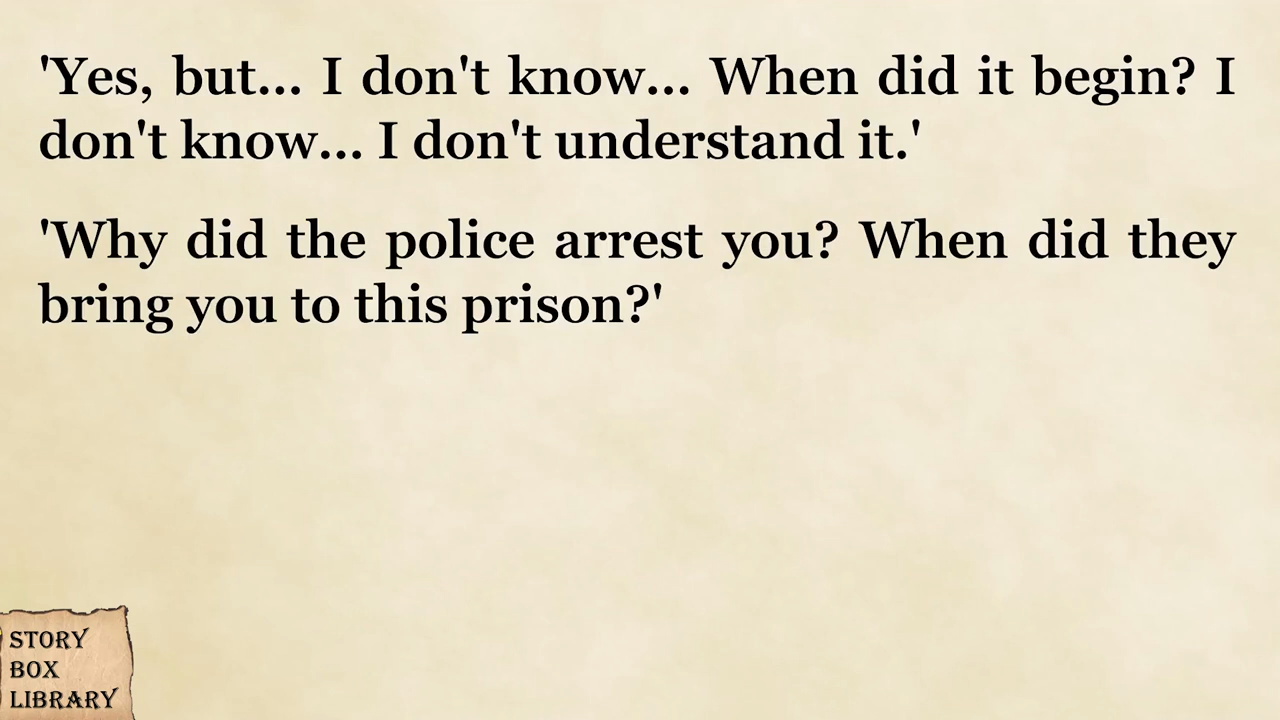 'Yes, but... I don't know... When did it begin? I
don't know... I don't understand it.'
'Why did the police arrest you? When did they
bring you to this prison?'
STORY
BOX
LIBRARY